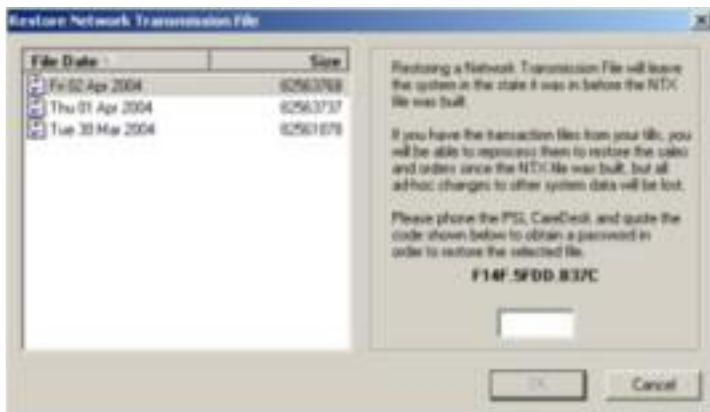 Restore Network Transmission File
File Date Size
Fri 02 Apr 2004 82563768
Thu 01 Apr 2004 82563737
Tue 30 Mar 2004 82561078
Restoring a Network Transmission File will leave
the system in the state it was in before the NTX
file was built.
If you have the transaction files from your tills, you
will be able to reprocess them to restore the sales
and orders since the NTX file was built, but all
ad-hoc changes to other system data will be lost.
Please phone the PSL CareDesk and quote the
code shown below to obtain a password in
order to restore the selected file.
F14F.5FDD.B37C
OK Cancel